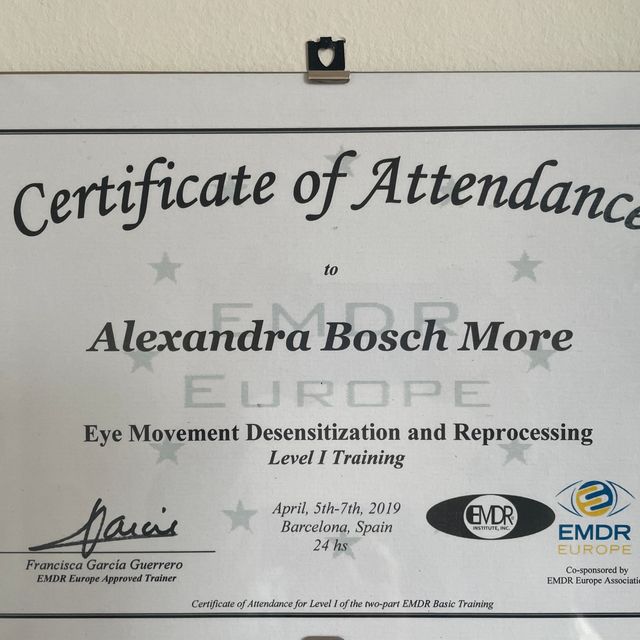 Certificate of Attendance
to
EMDR
Alexandra Bosch More
EUROPE
Eye Movement Desensitization and Reprocessing
Level I Training
April, 5th-7th, 2019
Barcelona, Spain
24 hs
Francisca García Guerrero
EMDR Europe Approved Trainer
EMDR
INSTITUTE, INC.
EMDR
EUROPE
Co-sponsored by
EMDR Europe Associatio
Certificate of Attendance for Level I of the two-part EMDR Basic Training